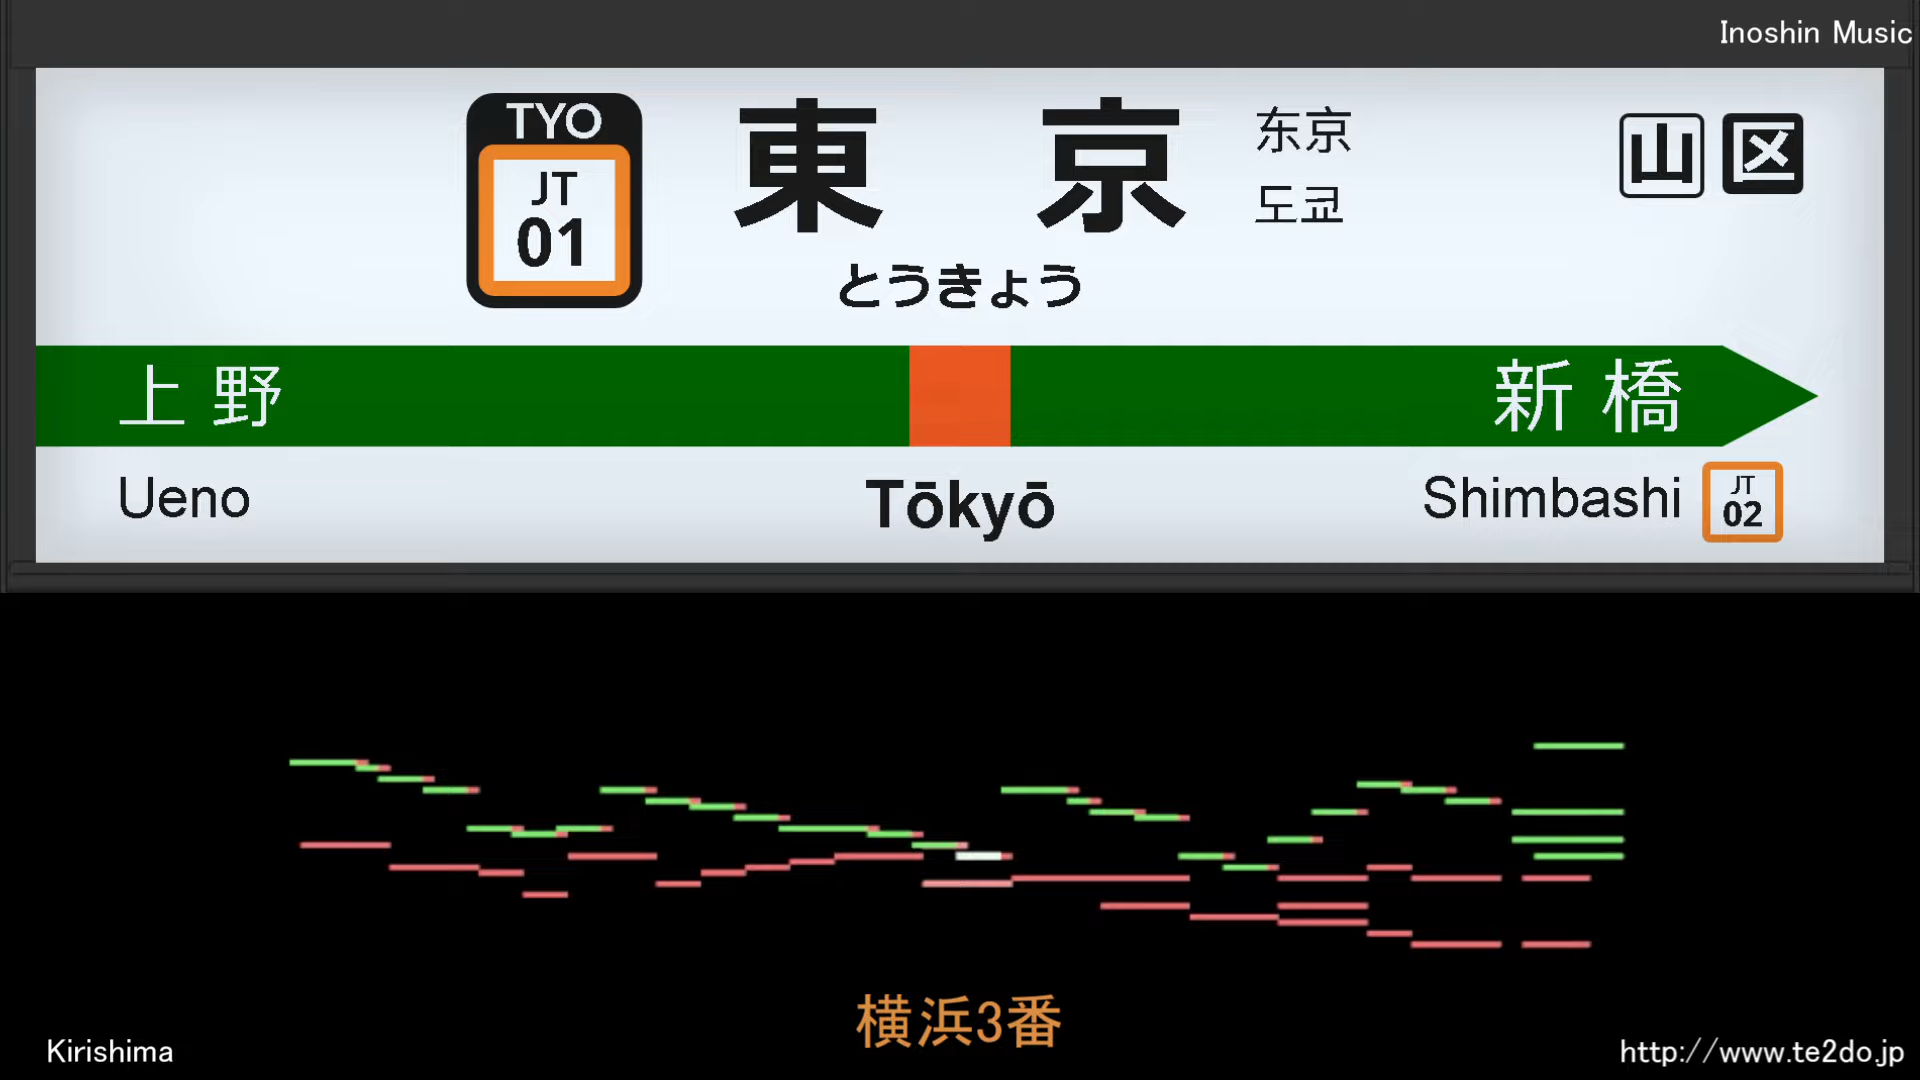 Inoshin Music
TYO
JT
01
東京
东京
도쿄
山 区
とうきょう
上野
新橋
Ueno
Tōkyō
Shimbashi
JT
02
横浜3番
Kirishima
http://www.te2do.jp